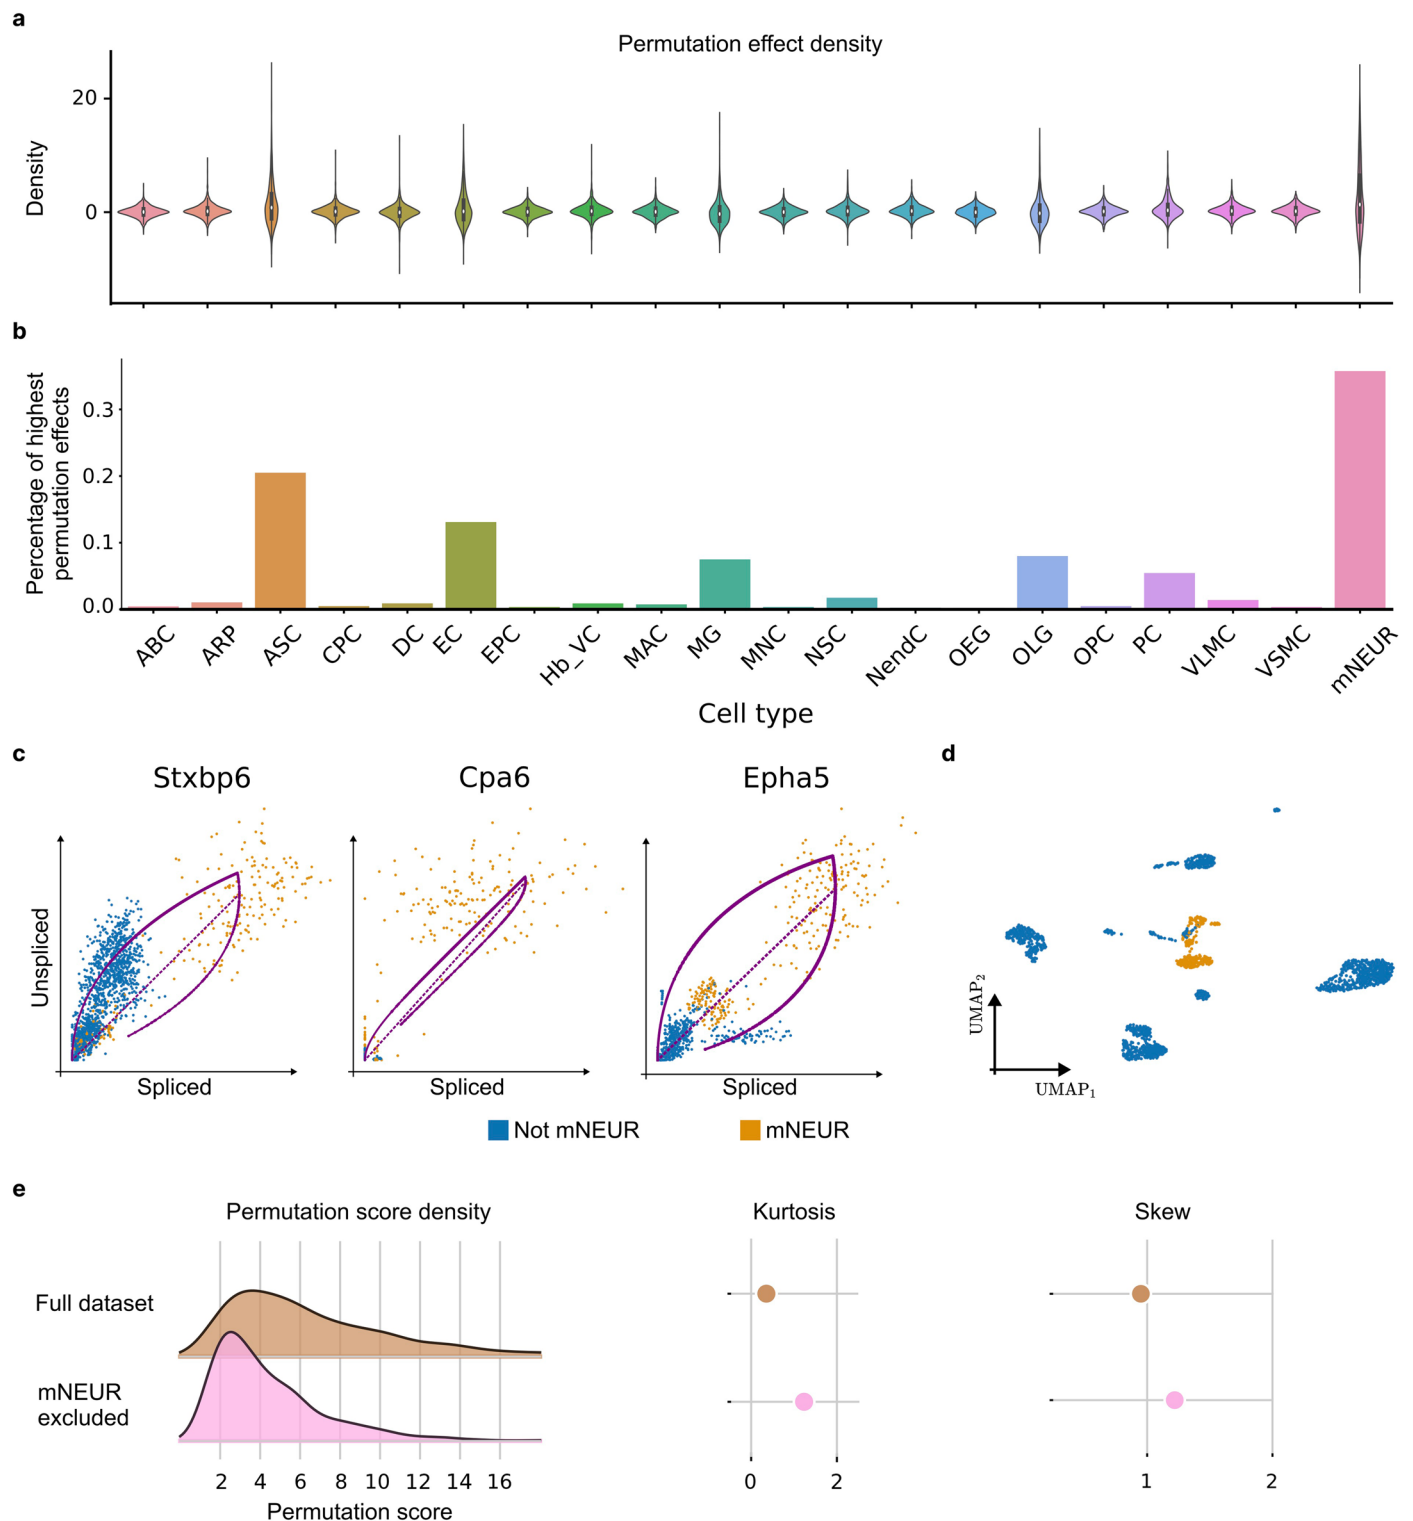 a
Permutation effect density
Density
20
0
b
Percentage of highest
permutation effects
0.3
0.2
0.1
0.0
ABC ARP ASC CPC DC EC EPC Hb_VC MAC MG MNC NSC NendC OEG OLG OPC PC VLMC VSMC mNEUR
Cell type
c
Stxbp6 Cpa6 Epha5
Unspliced
Spliced Spliced Spliced
Not mNEUR mNEUR
d
UMAP2
UMAP1
e
Permutation score density Kurtosis Skew
Full dataset
mNEUR
excluded
2 4 6 8 10 12 14 16
Permutation score
0 2
1 2